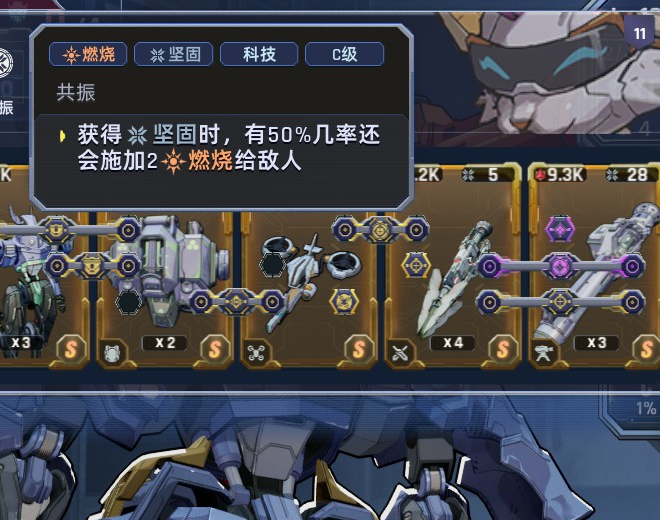 11
燃烧 坚固 科技 C级
振
共振
获得坚固时，有50%几率还
会施加2燃烧给敌人
K .2K 5 9.3K 28
x3 S x2 S S x4 S x3 S
1%